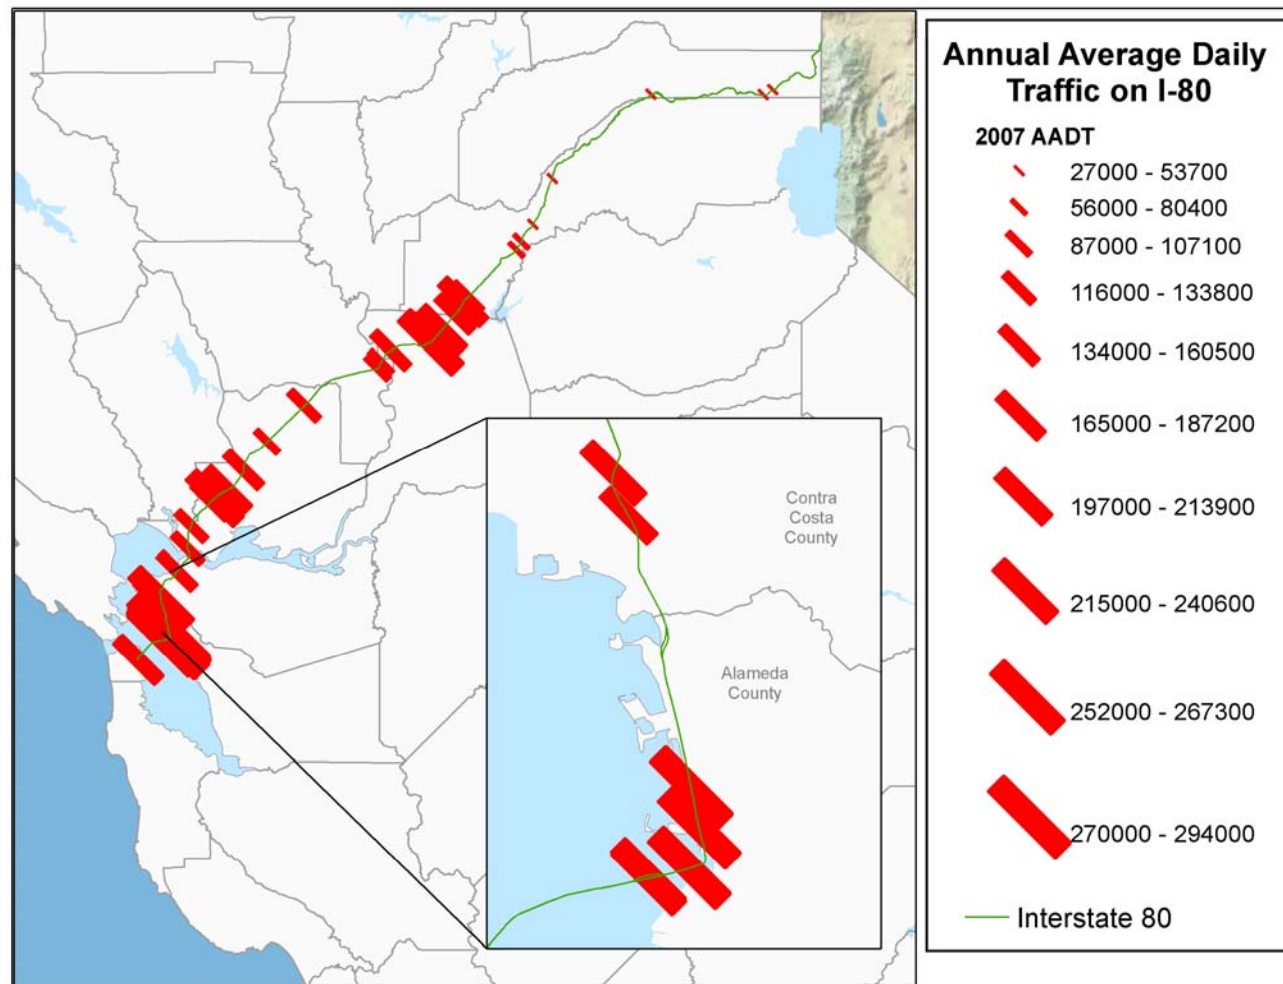 Annual Average Daily
Traffic on I-80
2007 AADT
27000 - 53700
56000 - 80400
87000 - 107100
116000 - 133800
134000 - 160500
165000 - 187200
197000 - 213900
215000 - 240600
252000 - 267300
270000 - 294000
Interstate 80
Contra
Costa
County
Alameda
County